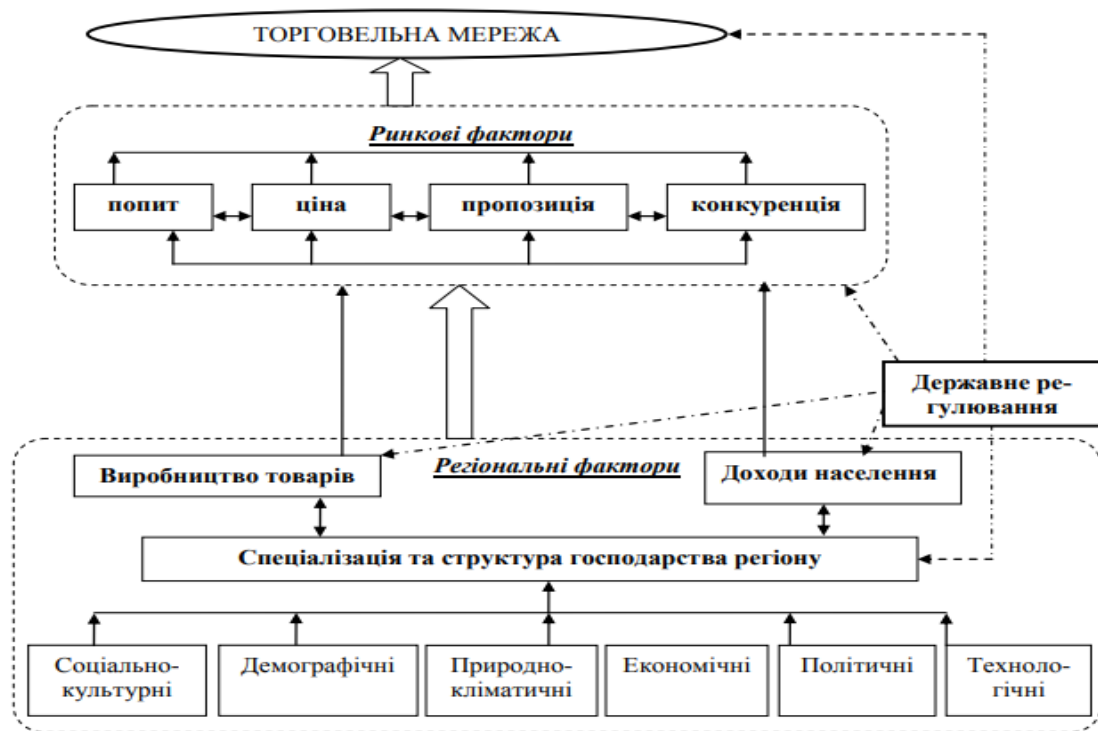 ТОРГОВЕЛЬНА МЕРЕЖА
Ринкові фактори
попит
ціна
пропозиція
конкуренція
Державне ре-
гулювання
Регіональні фактори
Виробництво товарів
Доходи населення
Спеціалізація та структура господарства регіону
Соціально-
культурні
Демографічні
Природно-
кліматичні
Економічні
Політичні
Техноло-
гічні